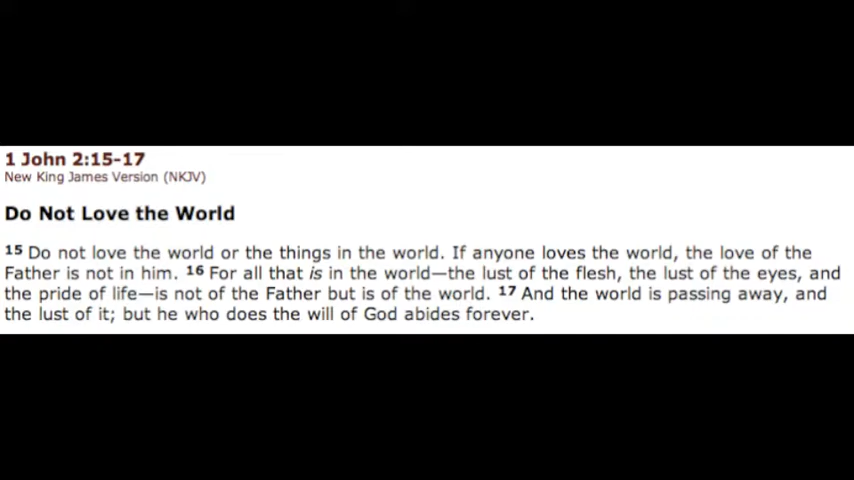 1 John 2:15-17
New King James Version (NKJV)
Do Not Love the World
15 Do not love the world or the things in the world. If anyone loves the world, the love of the
Father is not in him. 16 For all that is in the world—the lust of the flesh, the lust of the eyes, and
the pride of life—is not of the Father but is of the world. 17 And the world is passing away, and
the lust of it; but he who does the will of God abides forever.